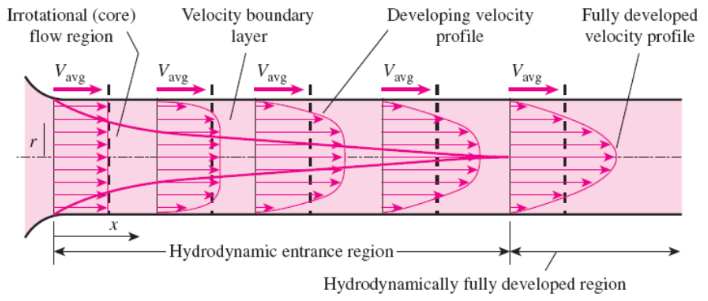 Irrotational (core)
flow region
Velocity boundary
layer
Developing velocity
profile
Fully developed
velocity profile
Vavg
Vavg
Vavg
Vavg
Vavg
r
x
Hydrodynamic entrance region
Hydrodynamically fully developed region